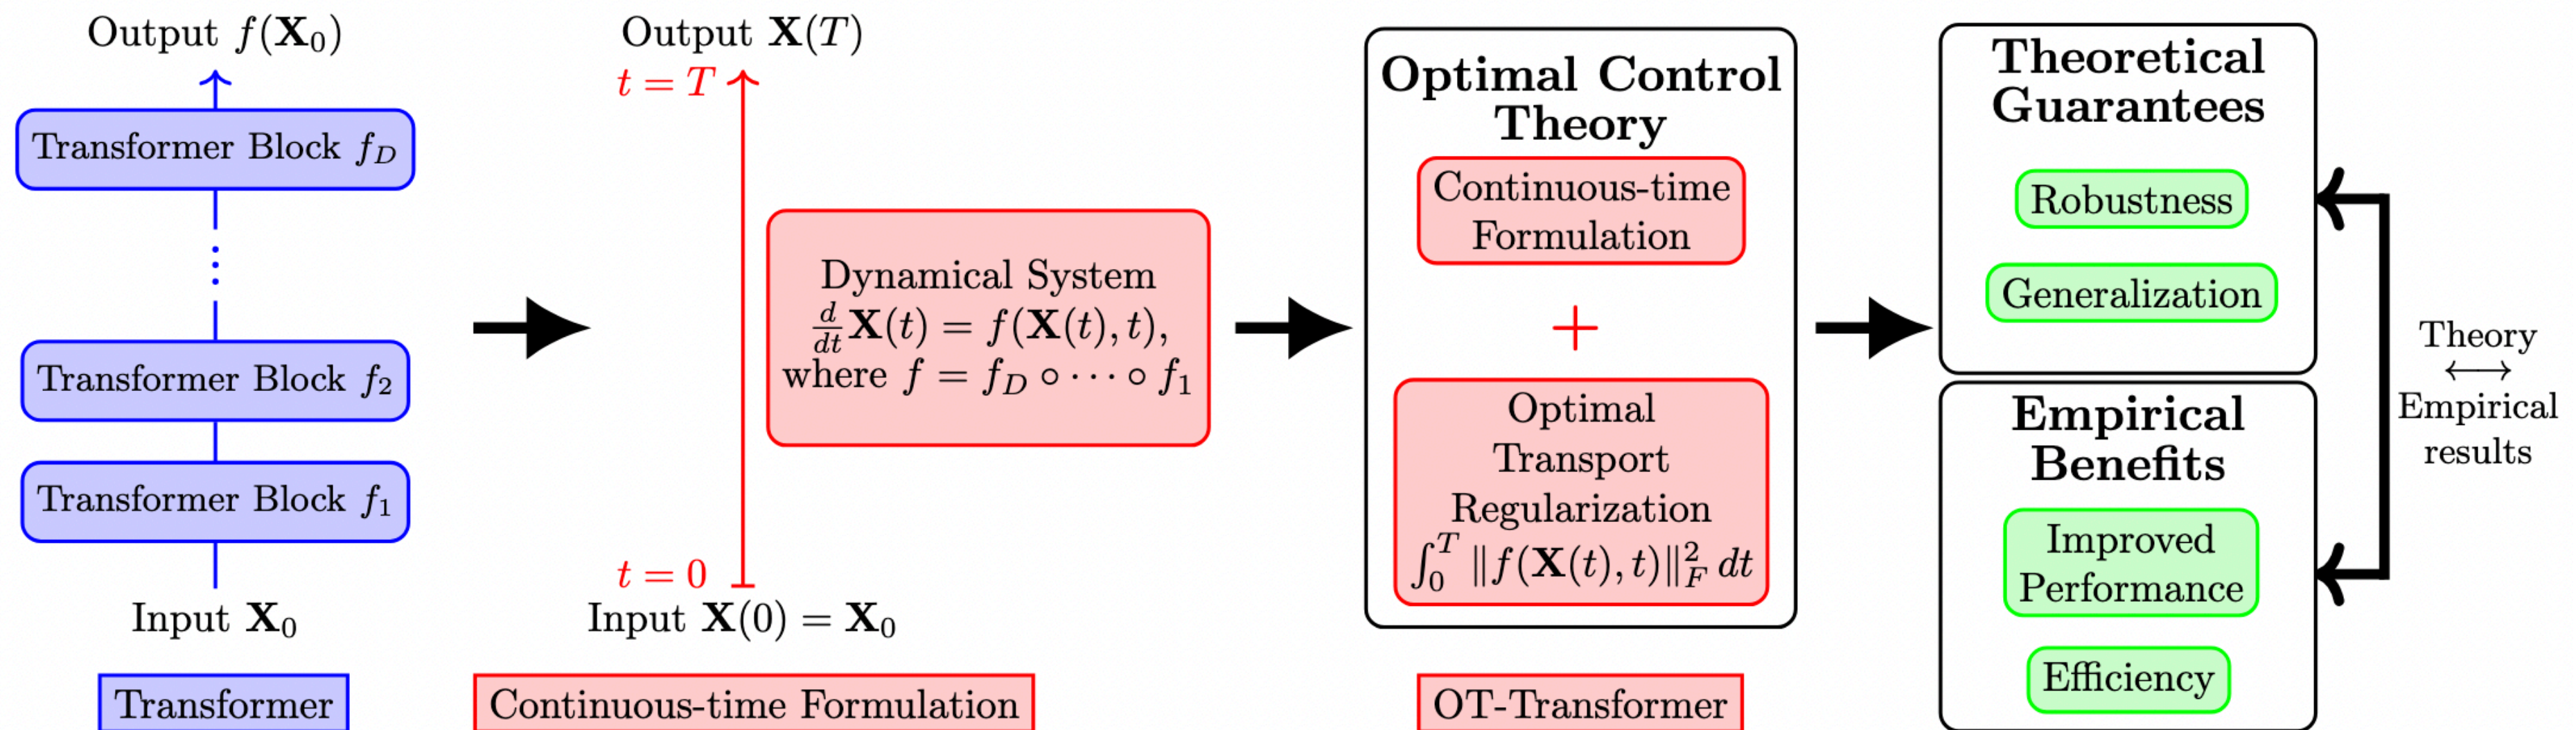 Output f(X₀)
Transformer Block f_D
⋮
Transformer Block f₂
Transformer Block f₁
Input X₀
Transformer
Output X(T)
t = T
Dynamical System
d/dt X(t) = f(X(t), t),
where f = f_D ∘ ⋯ ∘ f₁
t = 0
Input X(0) = X₀
Continuous-time Formulation
Optimal Control
Theory
Continuous-time
Formulation
+
Optimal
Transport
Regularization
∫₀ᵀ ‖f(X(t), t)‖²_F dt
OT-Transformer
Theoretical
Guarantees
Robustness
Generalization
Empirical
Benefits
Improved
Performance
Efficiency
Theory
⟷
Empirical
results